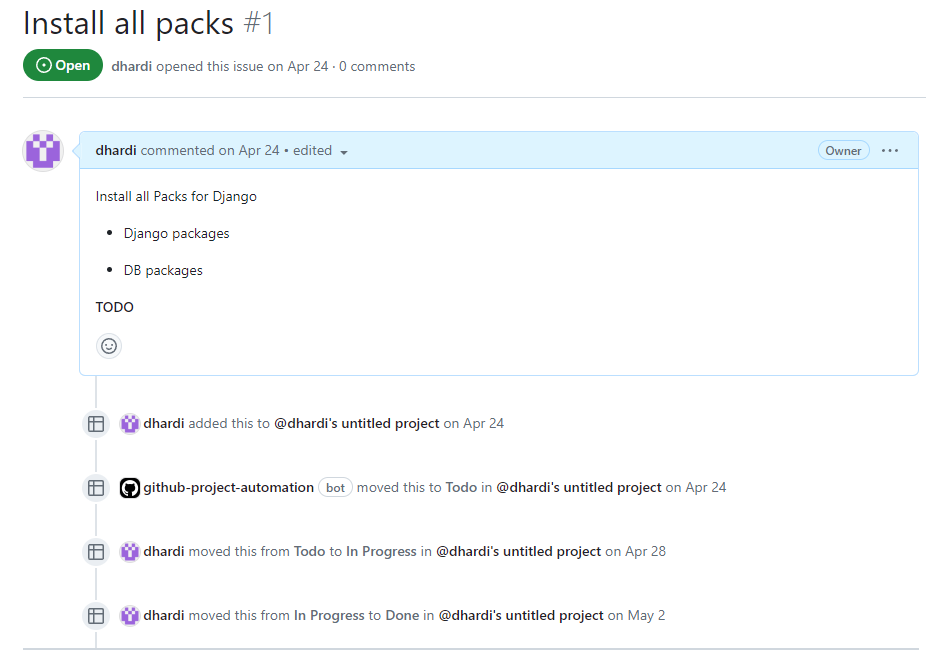 Install all packs #1
Open dhardi opened this issue on Apr 24 · 0 comments
dhardi commented on Apr 24 • edited Owner
Install all Packs for Django
• Django packages
• DB packages
TODO
dhardi added this to @dhardi's untitled project on Apr 24
github-project-automation bot moved this to Todo in @dhardi's untitled project on Apr 24
dhardi moved this from Todo to In Progress in @dhardi's untitled project on Apr 28
dhardi moved this from In Progress to Done in @dhardi's untitled project on May 2